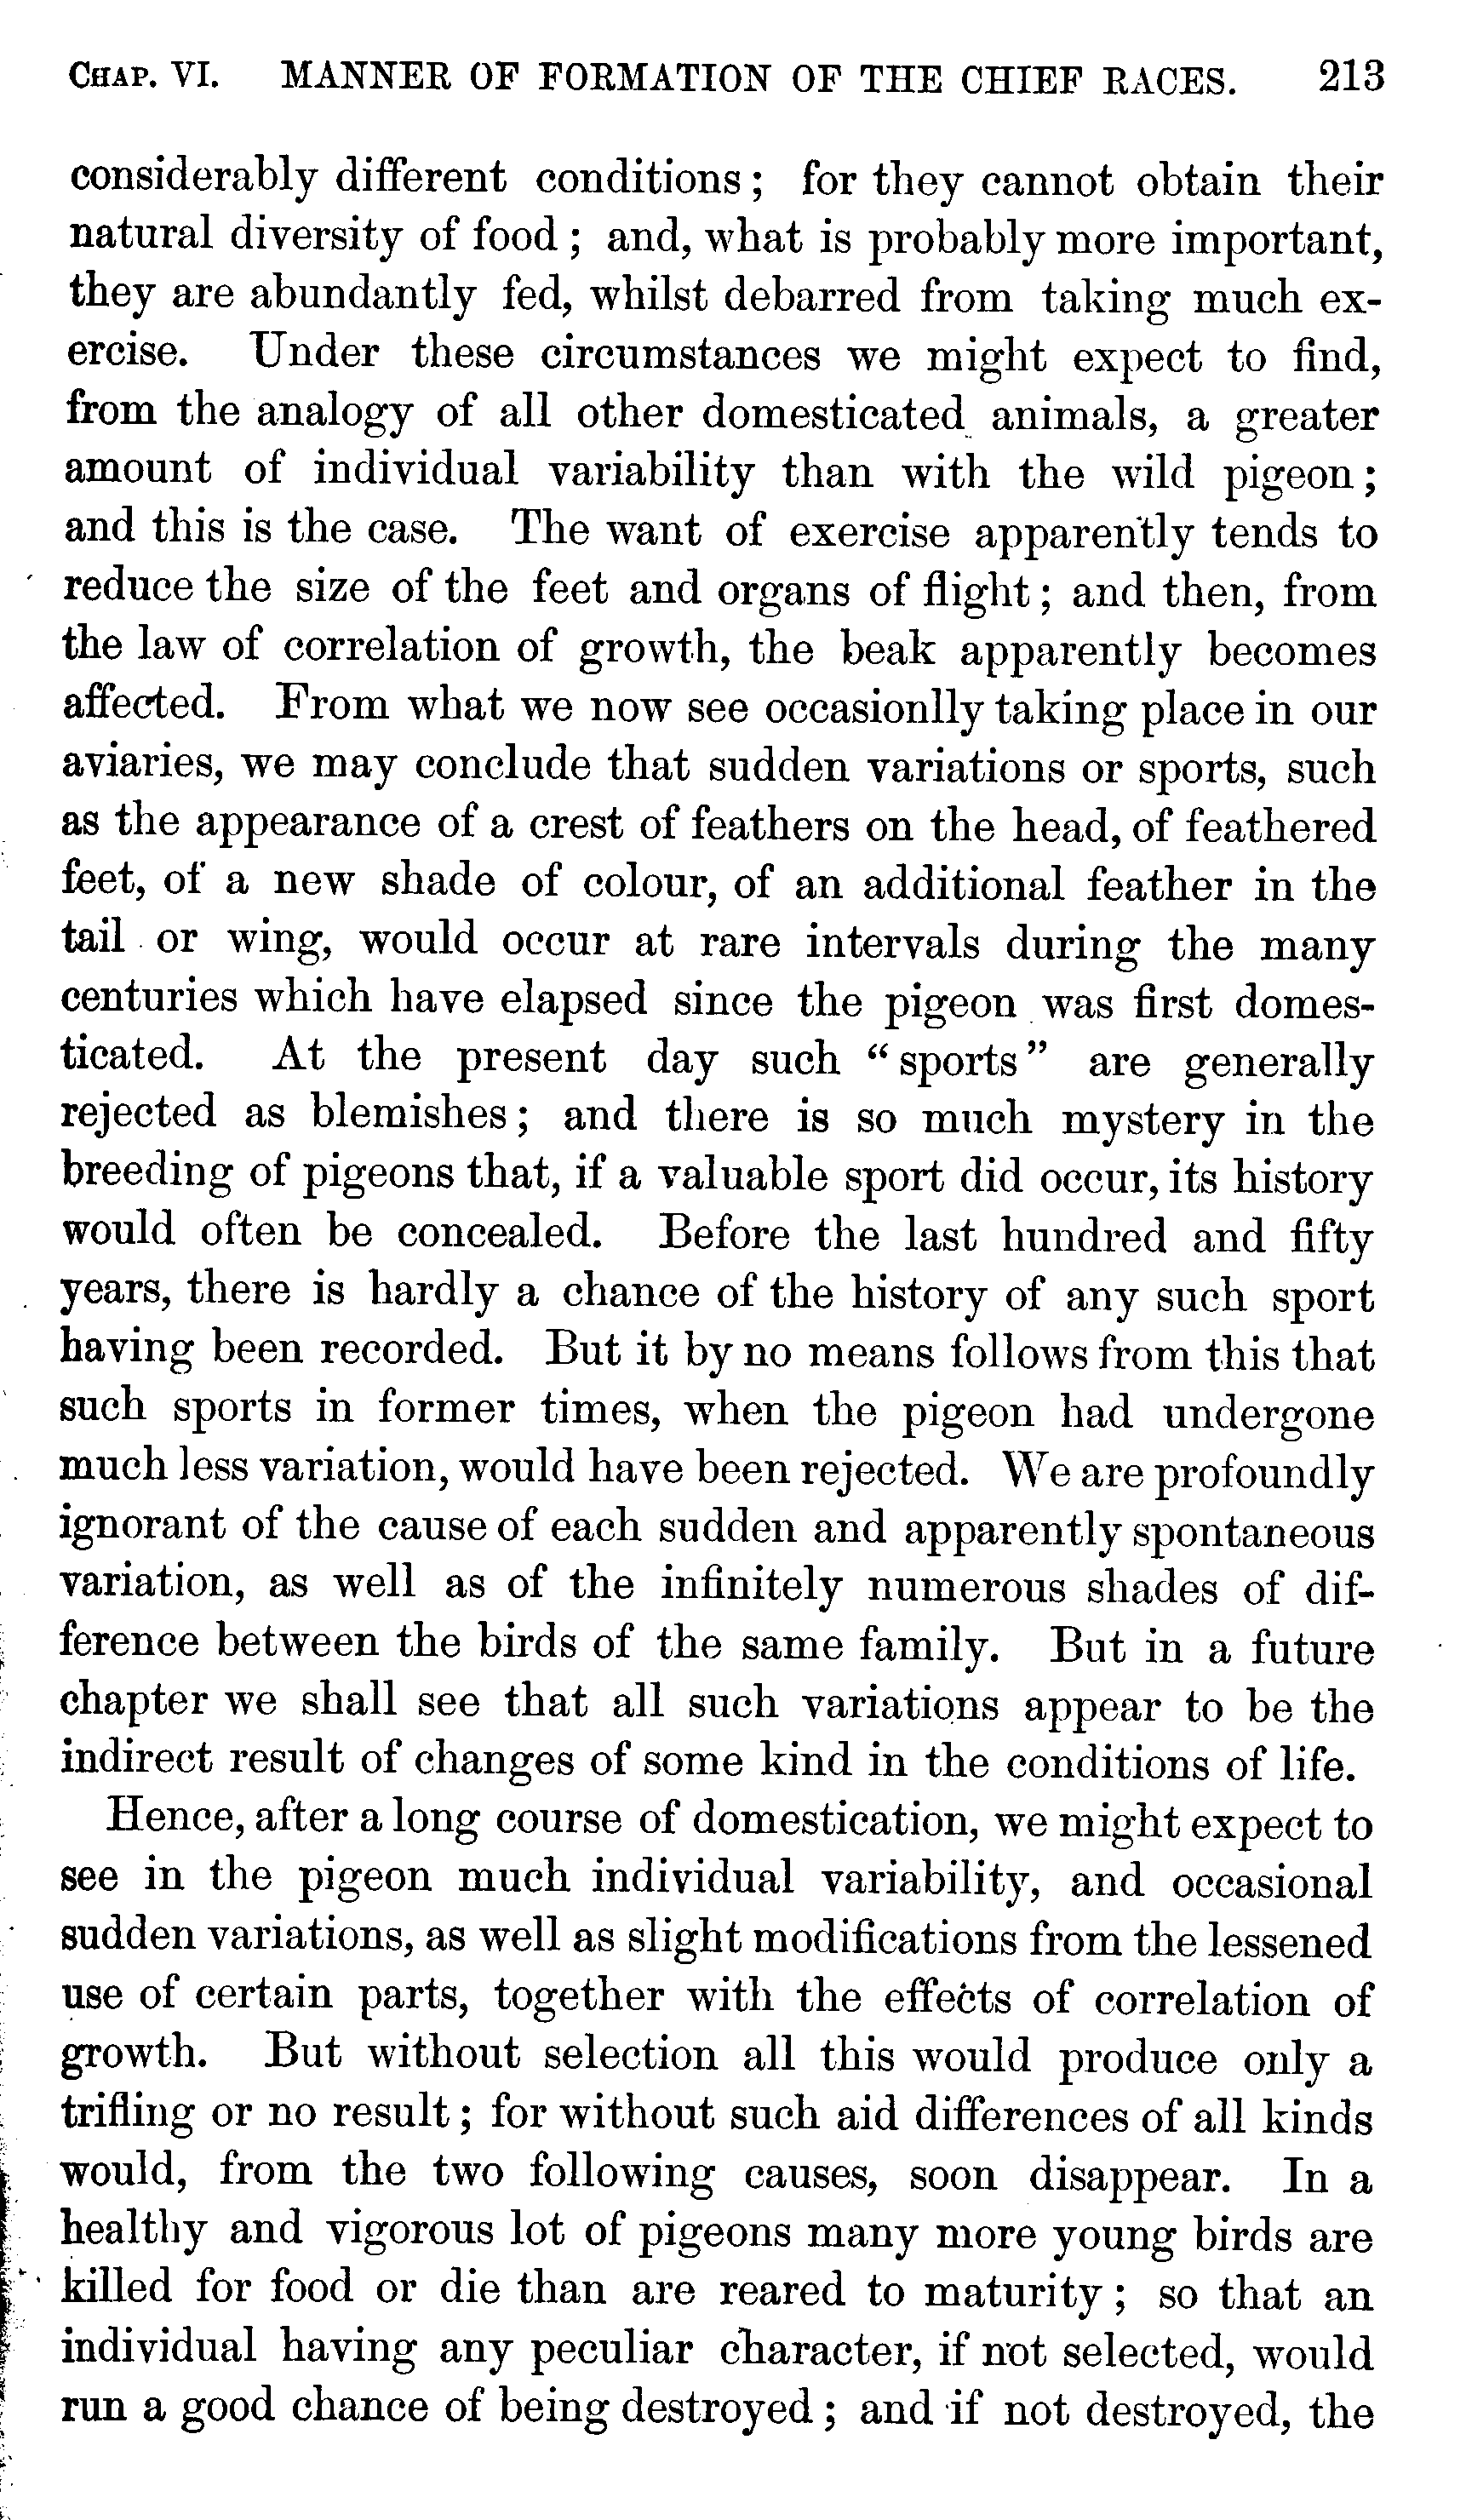 CHAP. VI. MANNER OF FORMATION OF THE CHIEF RACES. 213
considerably different conditions; for they cannot obtain their
natural diversity of food; and, what is probably more important,
they are abundantly fed, whilst debarred from taking much ex-
ercise. Under these circumstances we might expect to find,
from the analogy of all other domesticated animals, a greater
amount of individual variability than with the wild pigeon;
and this is the case. The want of exercise apparently tends to
reduce the size of the feet and organs of flight; and then, from
the law of correlation of growth, the beak apparently becomes
affected. From what we now see occasionlly taking place in our
aviaries, we may conclude that sudden variations or sports, such
as the appearance of a crest of feathers on the head, of feathered
feet, of a new shade of colour, of an additional feather in the
tail or wing, would occur at rare intervals during the many
centuries which have elapsed since the pigeon was first domes-
ticated. At the present day such "sports" are generally
rejected as blemishes; and there is so much mystery in the
breeding of pigeons that, if a valuable sport did occur, its history
would often be concealed. Before the last hundred and fifty
years, there is hardly a chance of the history of any such sport
having been recorded. But it by no means follows from this that
such sports in former times, when the pigeon had undergone
much less variation, would have been rejected. We are profoundly
ignorant of the cause of each sudden and apparently spontaneous
variation, as well as of the infinitely numerous shades of dif-
ference between the birds of the same family. But in a future
chapter we shall see that all such variations appear to be the
indirect result of changes of some kind in the conditions of life.
Hence, after a long course of domestication, we might expect to
see in the pigeon much individual variability, and occasional
sudden variations, as well as slight modifications from the lessened
use of certain parts, together with the effects of correlation of
growth. But without selection all this would produce only a
trifling or no result; for without such aid differences of all kinds
would, from the two following causes, soon disappear. In a
healthy and vigorous lot of pigeons many more young birds are
killed for food or die than are reared to maturity; so that an
individual having any peculiar character, if not selected, would
run a good chance of being destroyed; and if not destroyed, the